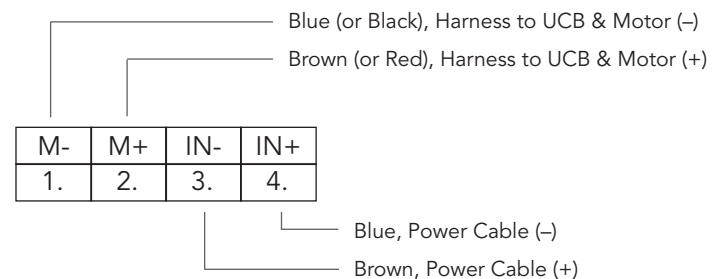 Blue (or Black), Harness to UCB & Motor (–)
Brown (or Red), Harness to UCB & Motor (+)
M- M+ IN- IN+
1. 2. 3. 4.
Blue, Power Cable (–)
Brown, Power Cable (+)